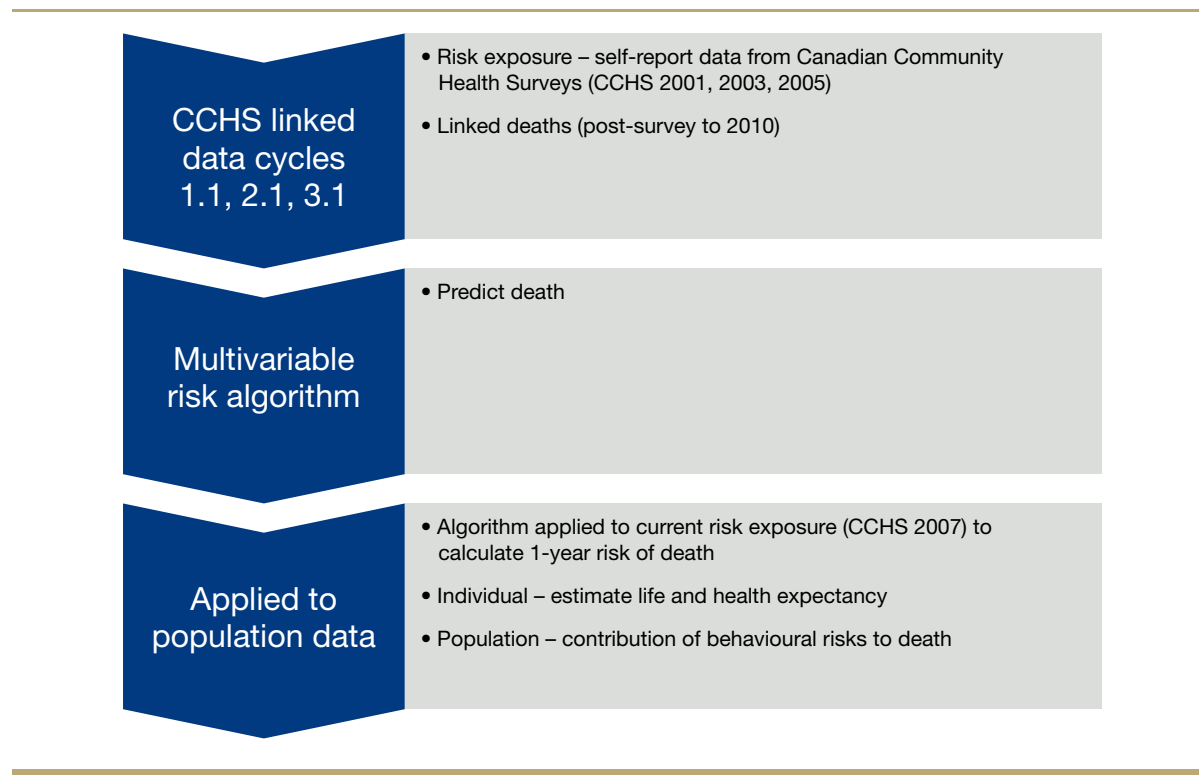 CCHS linked
data cycles
1.1, 2.1, 3.1
• Risk exposure – self-report data from Canadian Community
Health Surveys (CCHS 2001, 2003, 2005)
• Linked deaths (post-survey to 2010)
Multivariable
risk algorithm
• Predict death
Applied to
population data
• Algorithm applied to current risk exposure (CCHS 2007) to
calculate 1-year risk of death
• Individual – estimate life and health expectancy
• Population – contribution of behavioural risks to death